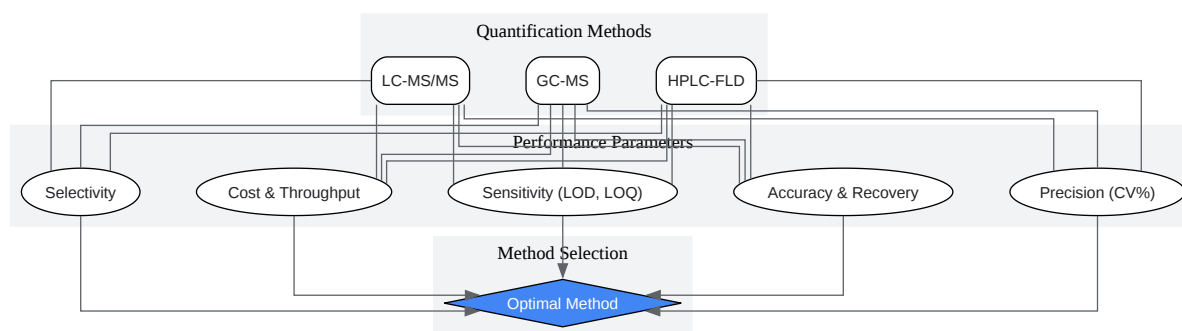 Quantification Methods
LC-MS/MS
GC-MS
HPLC-FLD
Performance Parameters
Selectivity
Cost & Throughput
Sensitivity (LOD, LOQ)
Accuracy & Recovery
Precision (CV%)
Method Selection
Optimal Method